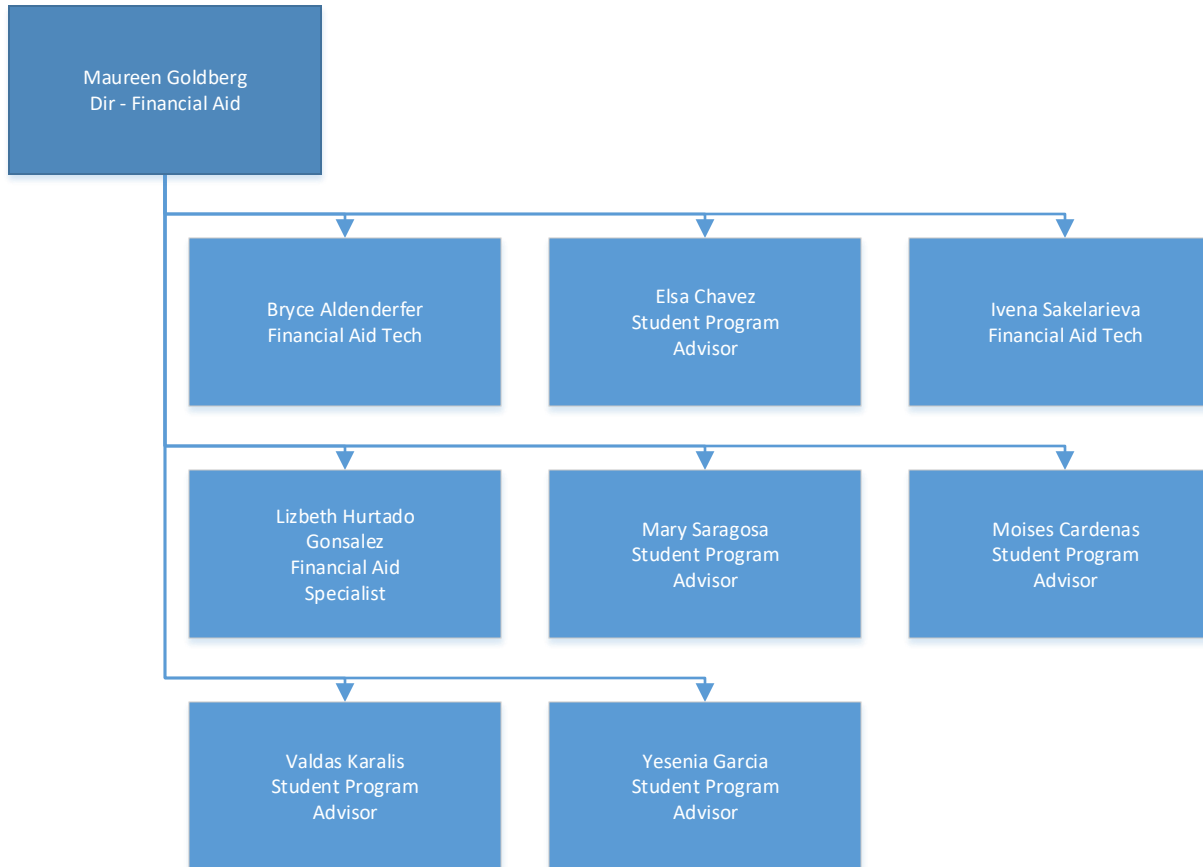 Maureen Goldberg
Dir - Financial Aid
Bryce Aldenderfer
Financial Aid Tech
Elsa Chavez
Student Program
Advisor
Ivena Sakelarieva
Financial Aid Tech
Lizbeth Hurtado
Gonsalez
Financial Aid
Specialist
Mary Saragosa
Student Program
Advisor
Moises Cardenas
Student Program
Advisor
Valdas Karalis
Student Program
Advisor
Yesenia Garcia
Student Program
Advisor